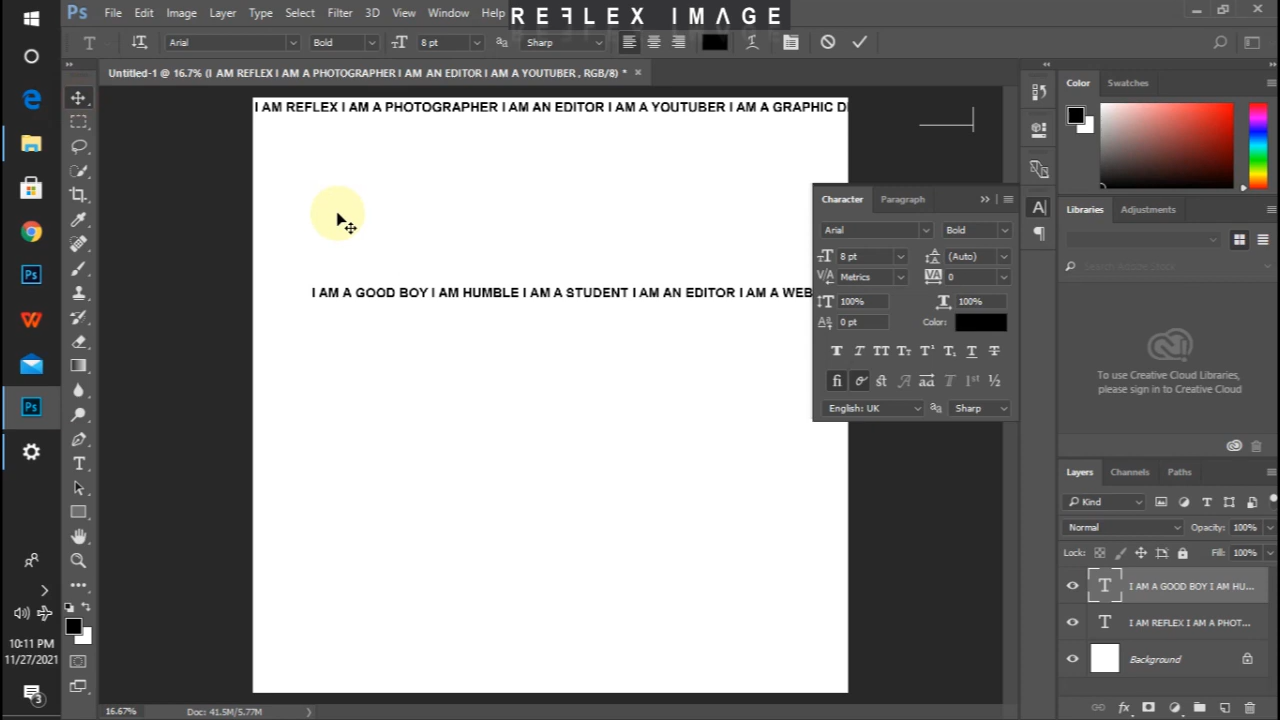 Ps File Edit Image Layer Type Select Filter 3D View Window Help
REFLEX IMAGE
T Arial Bold 8 pt Sharp
Untitled-1 @ 16.7% (I AM REFLEX I AM A PHOTOGRAPHER I AM AN EDITOR I AM A YOUTUBER , RGB/8) * ×
I AM REFLEX I AM A PHOTOGRAPHER I AM AN EDITOR I AM A YOUTUBER I AM A GRAPHIC D
I AM A GOOD BOY I AM HUMBLE I AM A STUDENT I AM AN EDITOR I AM A WEB
Character Paragraph
Arial Bold
8 pt (Auto)
Metrics 0
100% 100%
0 pt Color:
English: UK Sharp
Color Swatches
Libraries Adjustments
Search Adobe Stock
To use Creative Cloud Libraries,
please sign in to Creative Cloud
Layers Channels Paths
Kind
Normal Opacity: 100%
Lock: Fill: 100%
I AM A GOOD BOY I AM HU...
I AM REFLEX I AM A PHOT...
Background
10:11 PM
11/27/2021
3
16.67% Doc: 41.5M/5.77M